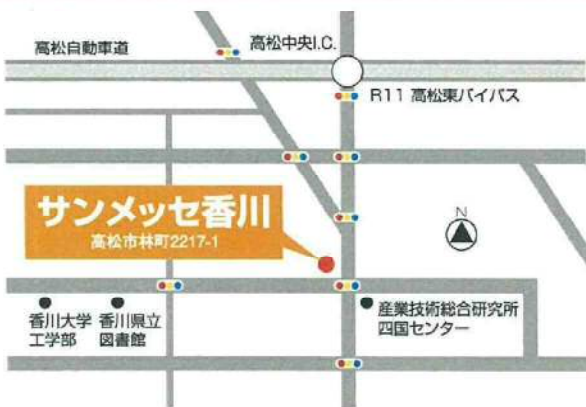 高松自動車道
高松中央I.C.
R11 高松東バイパス
サンメッセ香川
高松市林町2217-1
N
香川大学
工学部
香川県立
図書館
産業技術総合研究所
四国センター